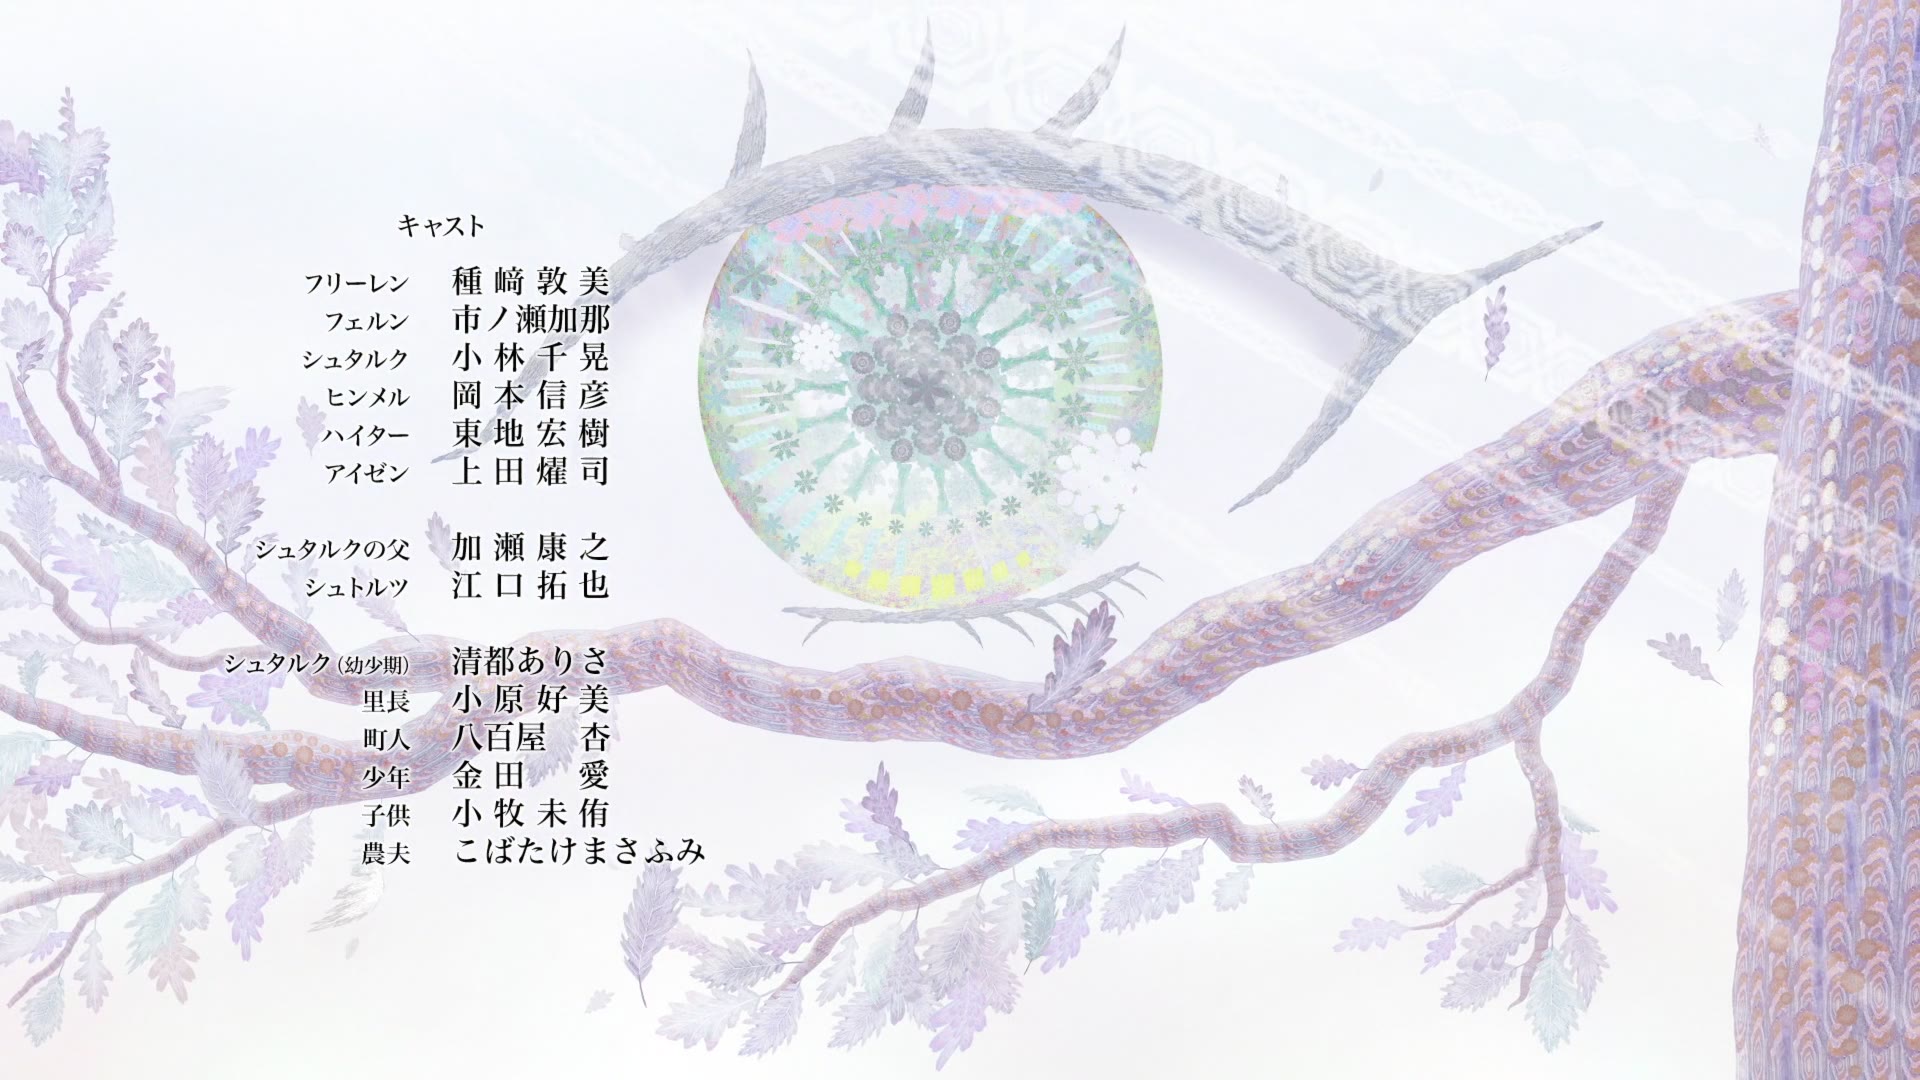 キャスト
フリーレン 種﨑敦美
フェルン 市ノ瀬加那
シュタルク 小林千晃
ヒンメル 岡本信彦
ハイター 東地宏樹
アイゼン 上田燿司
シュタルクの父 加瀬康之
シュトルツ 江口拓也
シュタルク（幼少期） 清都ありさ
里長 小原好美
町人 八百屋 杏
少年 金田 愛
子供 小牧未侑
農夫 こばたけまさふみ